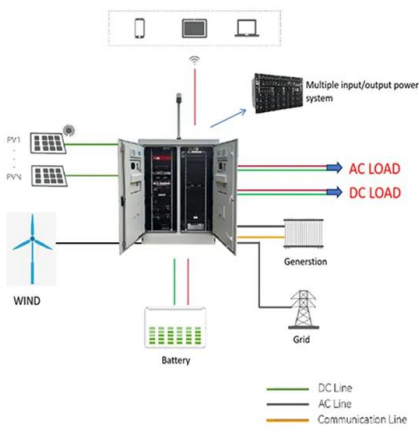 Multiple input/output power
system
PV1
PVN
AC LOAD
DC LOAD
WIND
Generstion
Grid
Battery
DC Line
AC Line
Communication Line